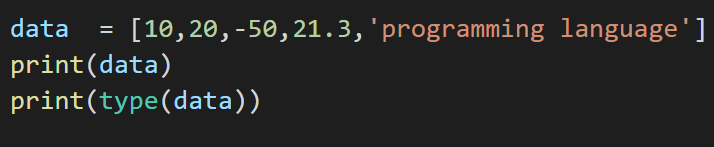 data  = [10,20,-50,21.3,'programming language']
print(data)
print(type(data))